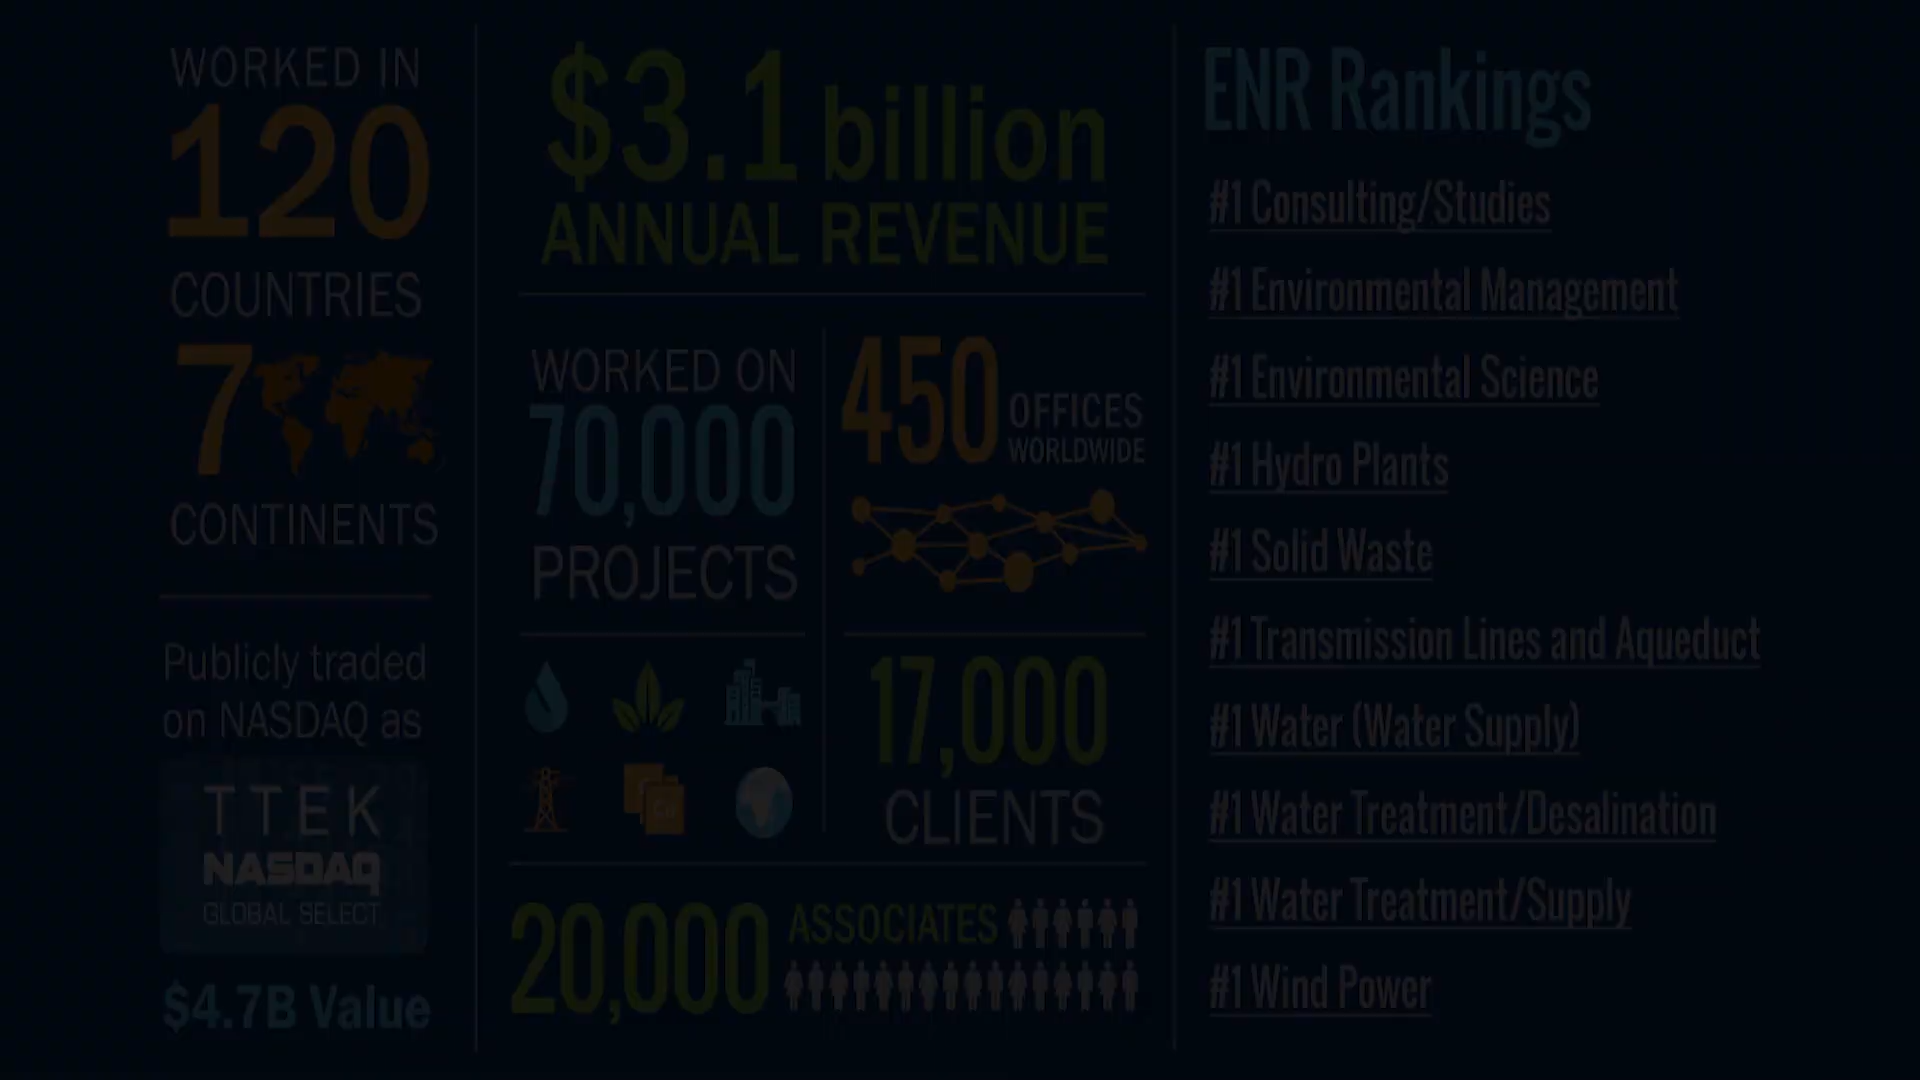 WORKED IN
120
COUNTRIES
7
CONTINENTS
Publicly traded
on NASDAQ as
TTEK
NASDAQ
GLOBAL SELECT
$4.7B Value
$3.1 billion
ANNUAL REVENUE
WORKED ON
70,000
PROJECTS
450 OFFICES
WORLDWIDE
17,000
CLIENTS
20,000 ASSOCIATES
ENR Rankings
#1 Consulting/Studies
#1 Environmental Management
#1 Environmental Science
#1 Hydro Plants
#1 Solid Waste
#1 Transmission Lines and Aqueduct
#1 Water (Water Supply)
#1 Water Treatment/Desalination
#1 Water Treatment/Supply
#1 Wind Power